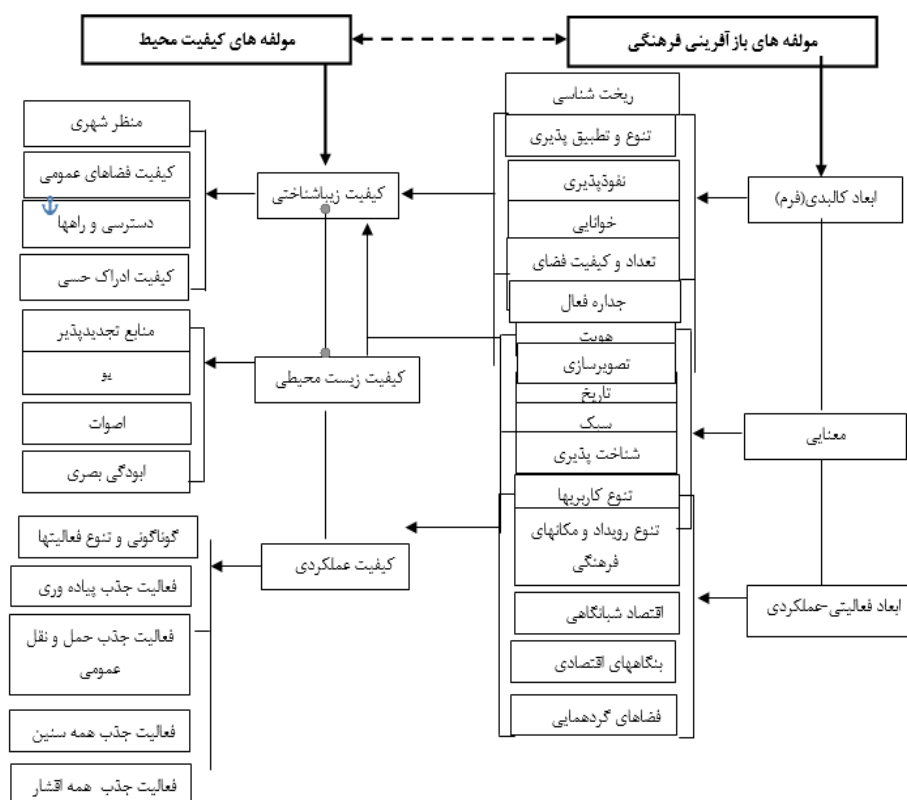 مولفه های باز آفرینی فرهنگی
مولفه های کیفیت محیط
ابعاد کالبدی(فرم)
معنایی
ابعاد فعالیتی-عملکردی
ریخت شناسی
تنوع و تطبیق پذیری
نفوذپذیری
خوانایی
تعداد و کیفیت فضای
جداره فعال
هویت
تصویرسازی
تاریخ
سبک
شناخت پذیری
تنوع کاربریها
تنوع رویداد و مکانهای
فرهنگی
اقتصاد شبانگاهی
بنگاههای اقتصادی
فضاهای گردهمایی
کیفیت زیباشناختی
کیفیت زیست محیطی
کیفیت عملکردی
منظر شهری
کیفیت فضاهای عمومی
دسترسی و راهها
کیفیت ادراک حسی
منابع تجدیدپذیر
بو
اصوات
ابودگی بصری
گوناگونی و تنوع فعالیتها
فعالیت جذب پیاده وری
فعالیت جذب حمل و نقل
عمومی
فعالیت جذب همه سنین
فعالیت جذب همه اقشار